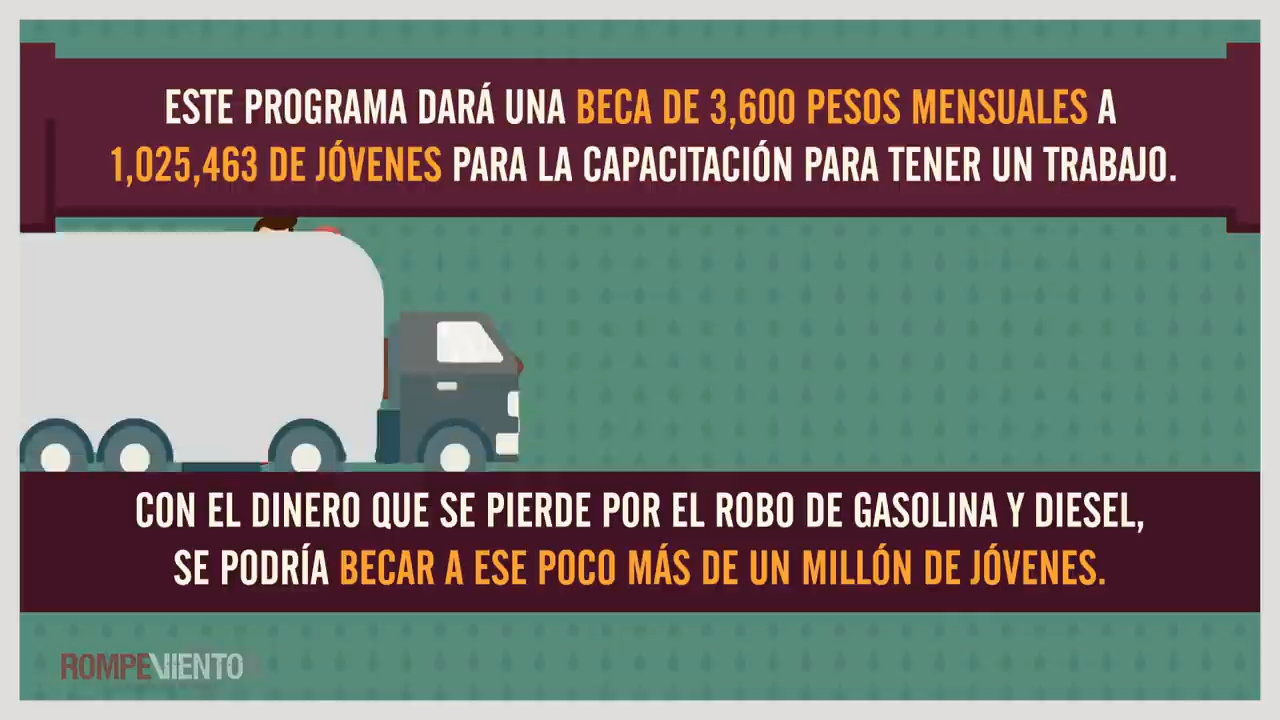 ESTE PROGRAMA DARÁ UNA BECA DE 3,600 PESOS MENSUALES A
1,025,463 DE JÓVENES PARA LA CAPACITACIÓN PARA TENER UN TRABAJO.
CON EL DINERO QUE SE PIERDE POR EL ROBO DE GASOLINA Y DIESEL,
SE PODRÍA BECAR A ESE POCO MÁS DE UN MILLÓN DE JÓVENES.
ROMPEVIENTO